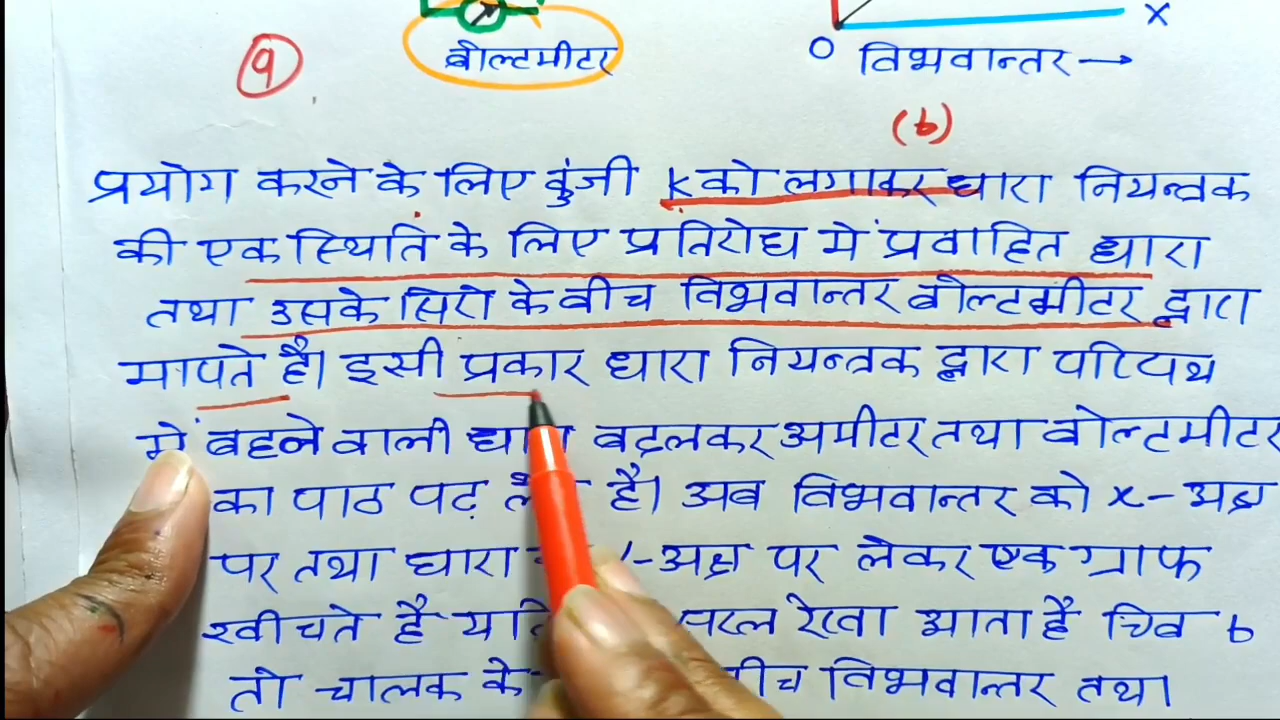 X
वोल्टमीटर
O विभवान्तर →
(b)
प्रयोग करने के लिए कुंजी K को लगाकर धारा नियन्त्रक
की एक स्थिति के लिए प्रतिरोध में प्रवाहित धारा
तथा उसके सिरों के बीच विभवान्तर वोल्टमीटर द्वारा
मापते है। इसी प्रकार धारा नियन्त्रक द्वारा परिपथ
में बहने वाली धारा बदलकर अमीटर तथा वोल्टमीटर
का पाठ पढ़ है। अब विभवान्तर को x-अक्ष
पर तथा धारा -अक्ष पर लेकर एक ग्राफ
खीचते है सरल रेखा आता है चित्र b
तो चालक के बीच विभवान्तर तथा